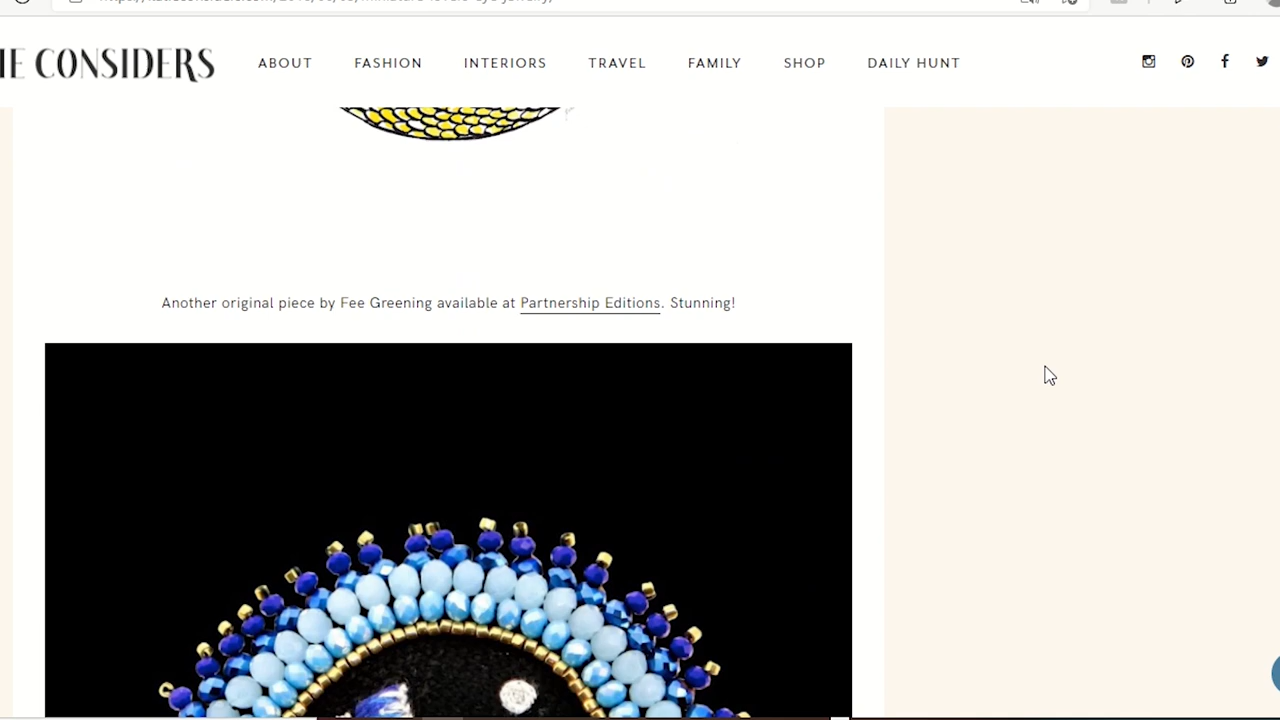 IE CONSIDERS
ABOUT FASHION INTERIORS TRAVEL FAMILY SHOP DAILY HUNT
Another original piece by Fee Greening available at Partnership Editions. Stunning!